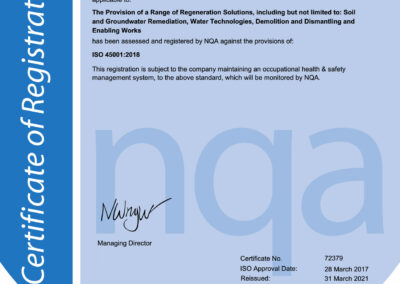 applicable to:
The Provision of a Range of Regeneration Solutions, including but not limited to: Soil
and Groundwater Remediation, Water Technologies, Demolition and Dismantling and
Enabling Works
has been assessed and registered by NQA against the provisions of:
ISO 45001:2018
This registration is subject to the company maintaining an occupational health & safety
management system, to the above standard, which will be monitored by NQA.
nqa
Managing Director
Certificate No. 72379
ISO Approval Date: 28 March 2017
Reissued: 31 March 2021
Certificate of Registrat